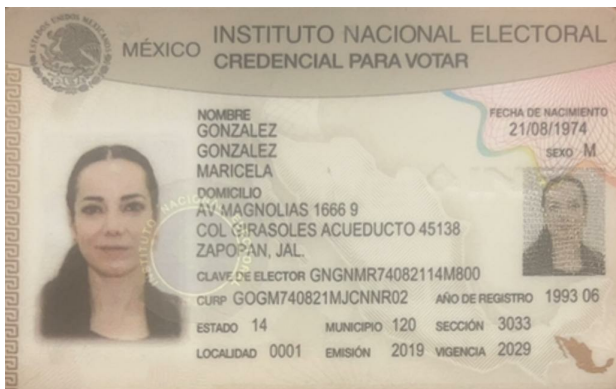 MÉXICO INSTITUTO NACIONAL ELECTORAL
CREDENCIAL PARA VOTAR
NOMBRE
GONZALEZ
GONZALEZ
MARICELA
FECHA DE NACIMIENTO
21/08/1974
SEXO M
DOMICILIO
AV MAGNOLIAS 1666 9
COL GIRASOLES ACUEDUCTO 45138
ZAPOPAN, JAL.
CLAVE DE ELECTOR GNGNMR74082114M800
CURP GOGM740821MJCNNR02 AÑO DE REGISTRO 1993 06
ESTADO 14 MUNICIPIO 120 SECCIÓN 3033
LOCALIDAD 0001 EMISIÓN 2019 VIGENCIA 2029